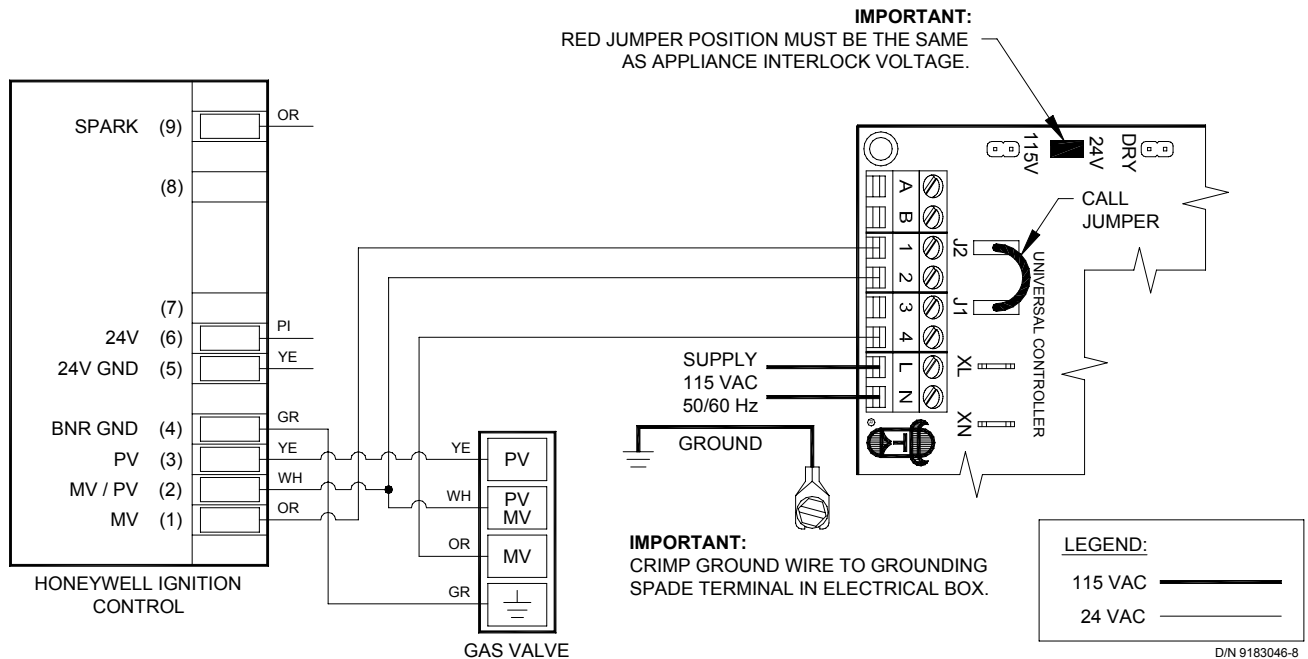 IMPORTANT:
RED JUMPER POSITION MUST BE THE SAME
AS APPLIANCE INTERLOCK VOLTAGE.
SPARK (9)
OR
(8)
(7)
24V (6)
PI
24V GND (5)
YE
BNR GND (4)
GR
PV (3)
YE
MV / PV (2)
WH
MV (1)
OR
HONEYWELL IGNITION
CONTROL
YE
PV
WH
PV
MV
OR
MV
GR
GAS VALVE
115V
24V
DRY
CALL
JUMPER
A
B
1
2
3
4
L
N
J2
J1
UNIVERSAL CONTROLLER
XL
XN
SUPPLY
115 VAC
50/60 Hz
GROUND
IMPORTANT:
CRIMP GROUND WIRE TO GROUNDING
SPADE TERMINAL IN ELECTRICAL BOX.
LEGEND:
115 VAC
24 VAC
D/N 9183046-8